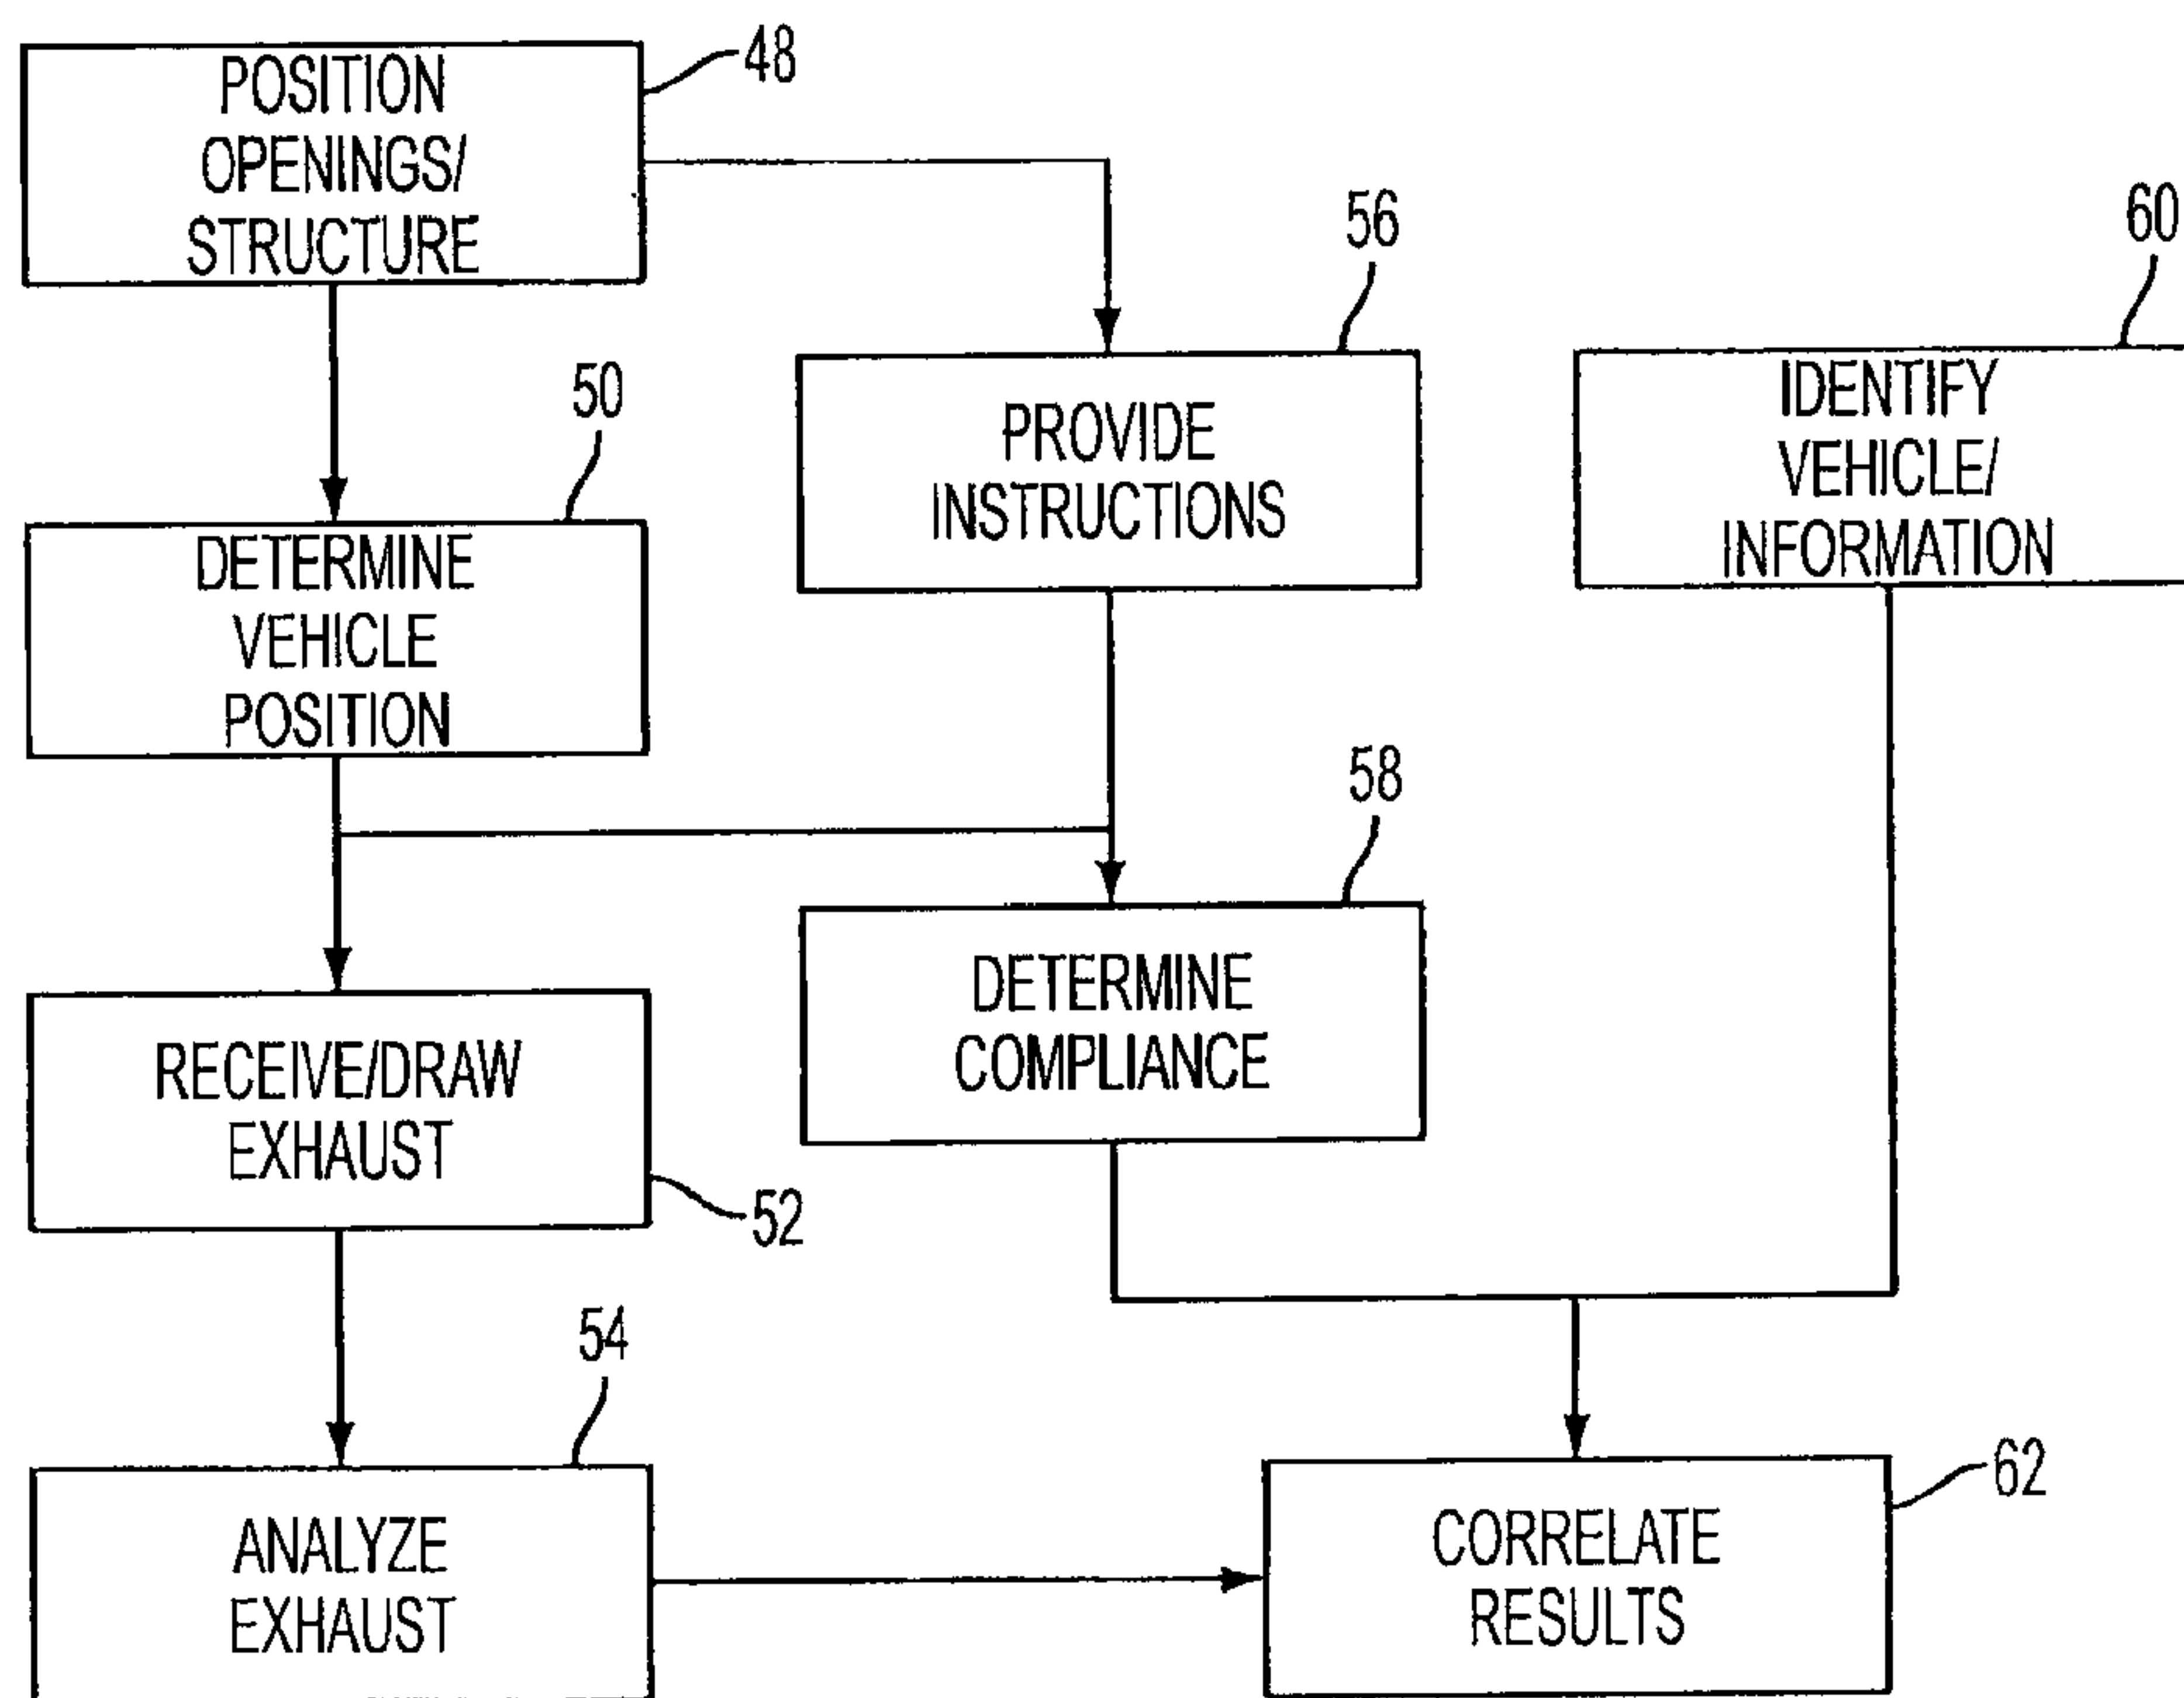 POSITION
OPENINGS/
STRUCTURE
48
56
PROVIDE
INSTRUCTIONS
60
IDENTIFY
VEHICLE/
INFORMATION
50
DETERMINE
VEHICLE
POSITION
58
DETERMINE
COMPLIANCE
RECEIVE/DRAW
EXHAUST
52
54
ANALYZE
EXHAUST
CORRELATE
RESULTS
62